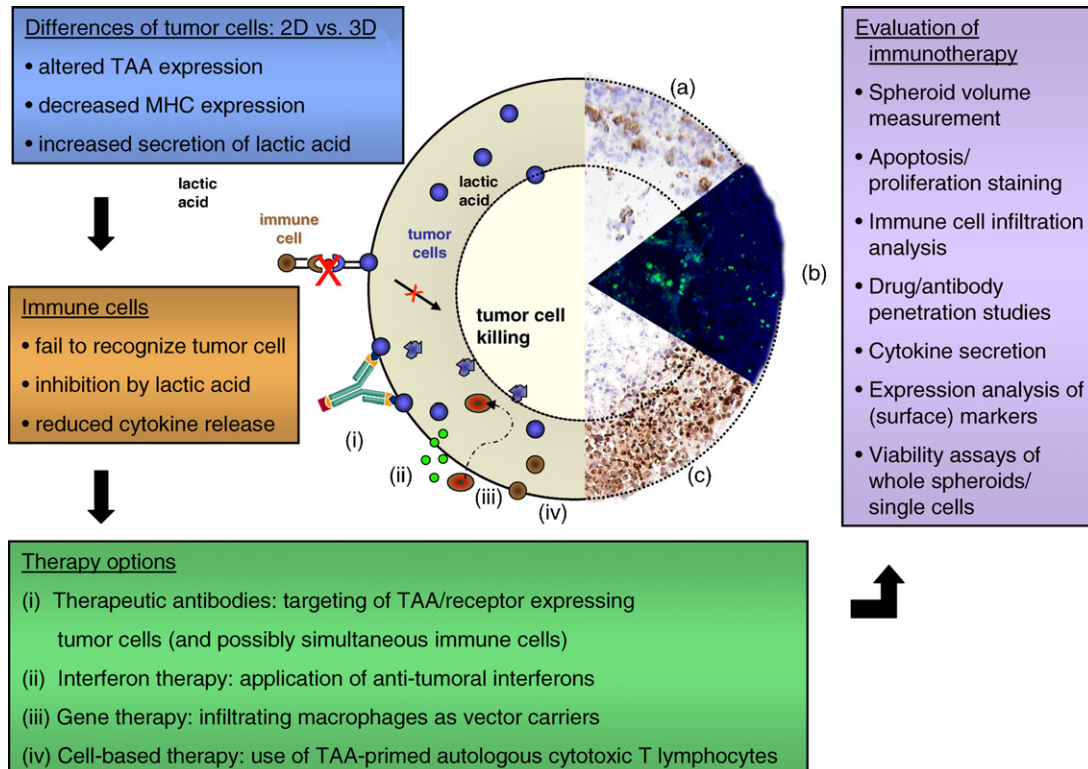 Differences of tumor cells: 2D vs. 3D
• altered TAA expression
• decreased MHC expression
• increased secretion of lactic acid
lactic
acid
immune
cell
Immune cells
• fail to recognize tumor cell
• inhibition by lactic acid
• reduced cytokine release
lactic
acid
tumor
cells
tumor cell
killing
(a)
(b)
(c)
(i)
(ii)
(iii)
(iv)
Therapy options
(i) Therapeutic antibodies: targeting of TAA/receptor expressing
tumor cells (and possibly simultaneous immune cells)
(ii) Interferon therapy: application of anti-tumoral interferons
(iii) Gene therapy: infiltrating macrophages as vector carriers
(iv) Cell-based therapy: use of TAA-primed autologous cytotoxic T lymphocytes
Evaluation of
immunotherapy
• Spheroid volume
measurement
• Apoptosis/
proliferation staining
• Immune cell infiltration
analysis
• Drug/antibody
penetration studies
• Cytokine secretion
• Expression analysis of
(surface) markers
• Viability assays of
whole spheroids/
single cells